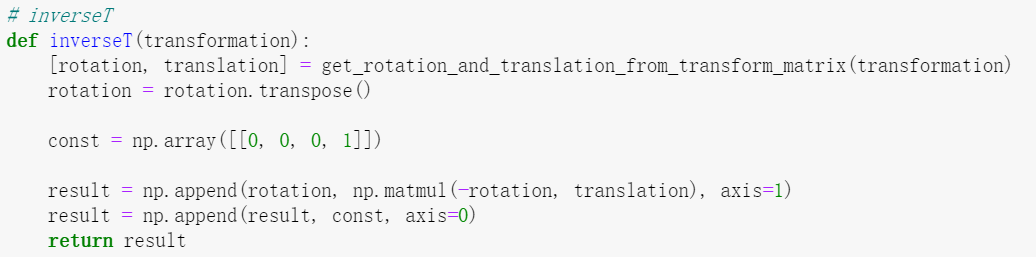 # inverseT
def inverseT(transformation):
    [rotation, translation] = get_rotation_and_translation_from_transform_matrix(transformation)
    rotation = rotation.transpose()

    const = np.array([[0, 0, 0, 1]])

    result = np.append(rotation, np.matmul(-rotation, translation), axis=1)
    result = np.append(result, const, axis=0)
    return result